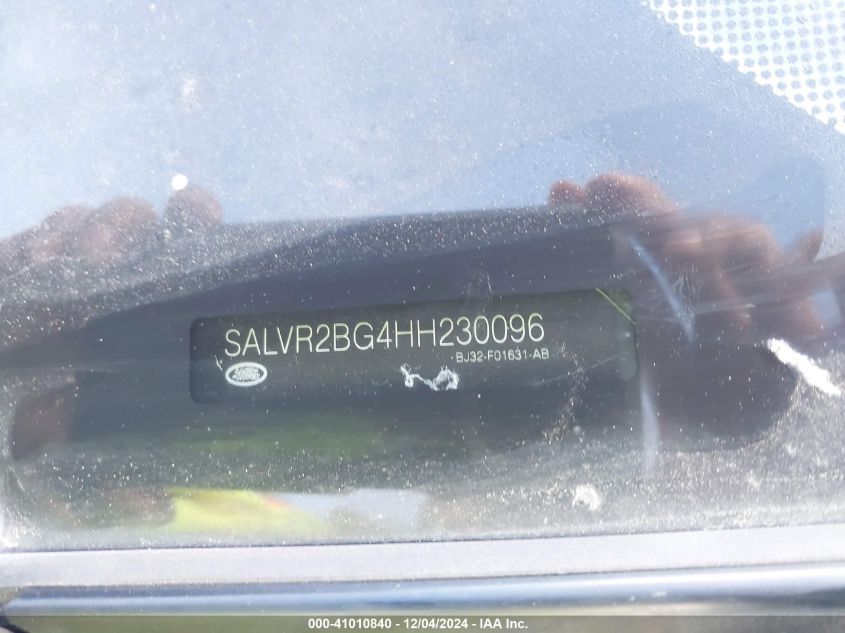 SALVR2BG4HH230096
BJ32-F01631-AB
000-41010840 - 12/04/2024 - IAA Inc.